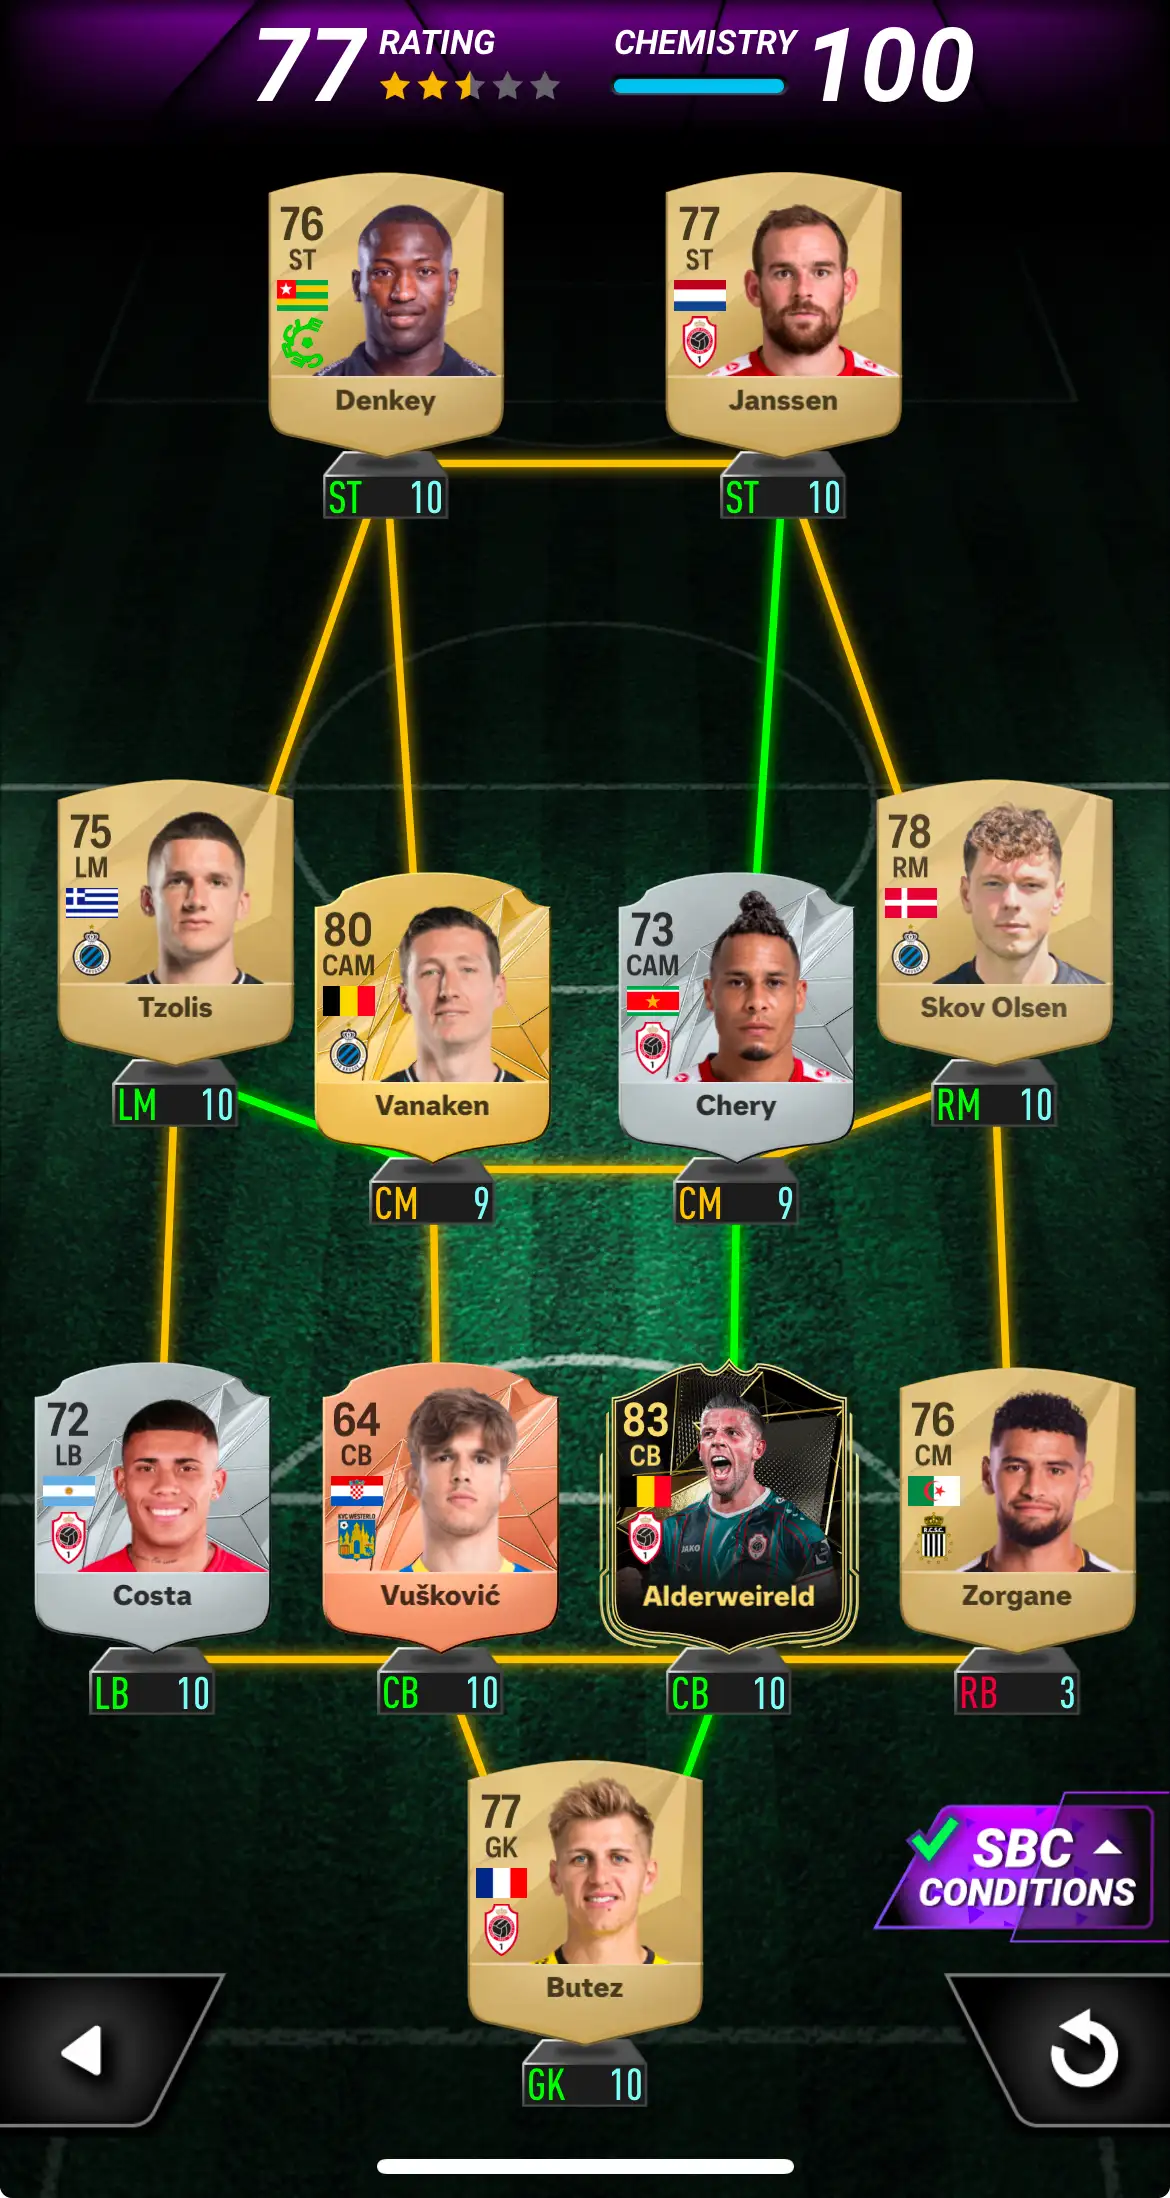 77 RATING CHEMISTRY 100
76 77
ST ST
Denkey Janssen
ST 10 ST 10
75 78
LM RM
80 73
CAM CAM
Tzolis Skov Olsen
Vanaken Chery
LM 10 RM 10
CM 9 CM 9
72 64 83 76
LB CB CB CM
KVC WESTERLO R.C.S.C.
Costa Vušković Alderweireld Zorgane
LB 10 CB 10 CB 10 RB 3
77
GK
SBC
CONDITIONS
Butez
GK 10